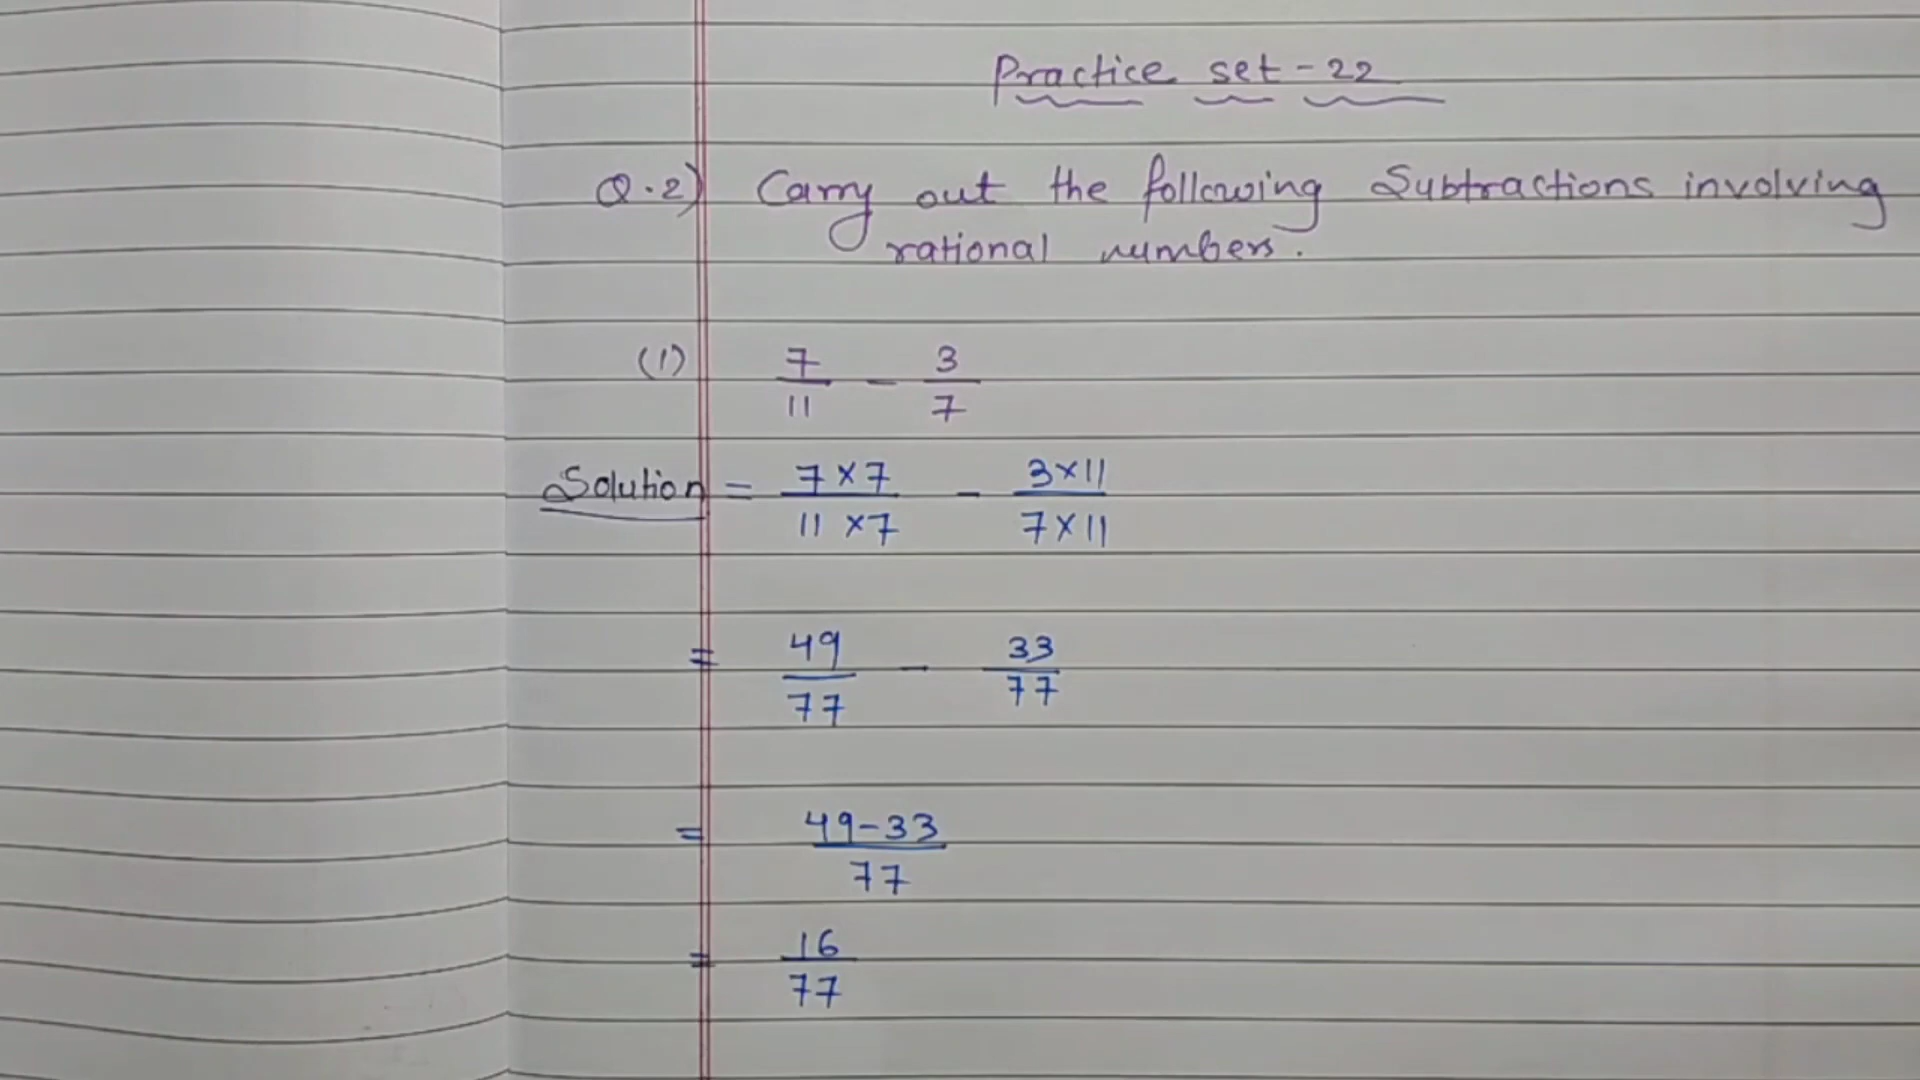 Practice set - 22
Q.2) Carry out the following Subtractions involving
rational numbers.
(1) 7/11 - 3/7
Solution = 7×7/11×7 - 3×11/7×11
= 49/77 - 33/77
= 49-33/77
= 16/77